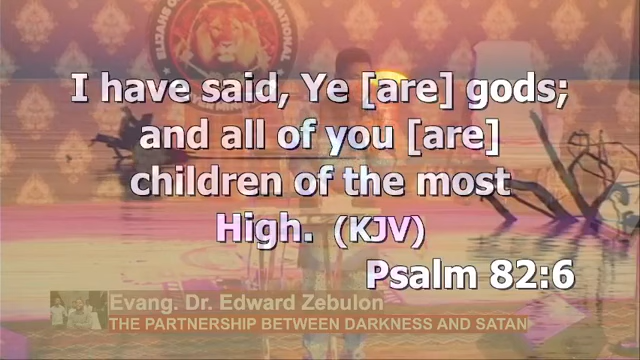 I have said, Ye [are] gods;
and all of you [are]
children of the most
High. (KJV)
Psalm 82:6
Evang. Dr. Edward Zebulon
THE PARTNERSHIP BETWEEN DARKNESS AND SATAN